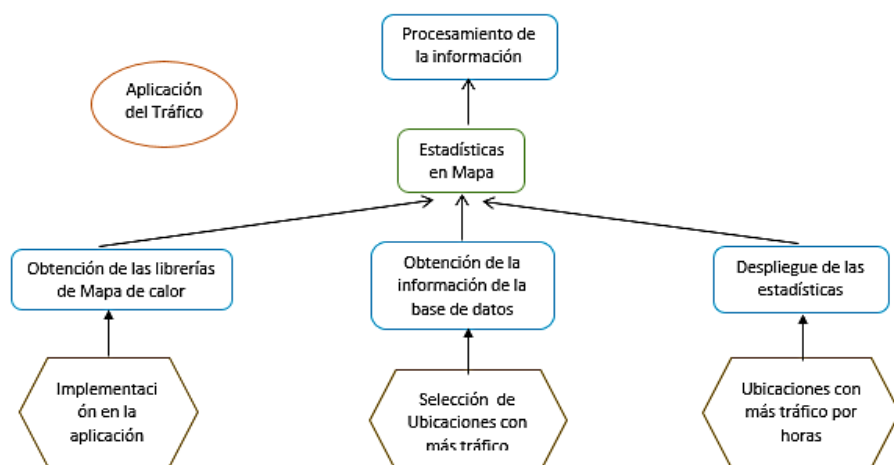 Procesamiento de
la información
Aplicación
del Tráfico
Estadísticas
en Mapa
Obtención de las librerías
de Mapa de calor
Obtención de la
información de la
base de datos
Despliegue de las
estadísticas
Implementaci
ón en la
aplicación
Selección de
Ubicaciones con
más tráfico
Ubicaciones con
más tráfico por
horas